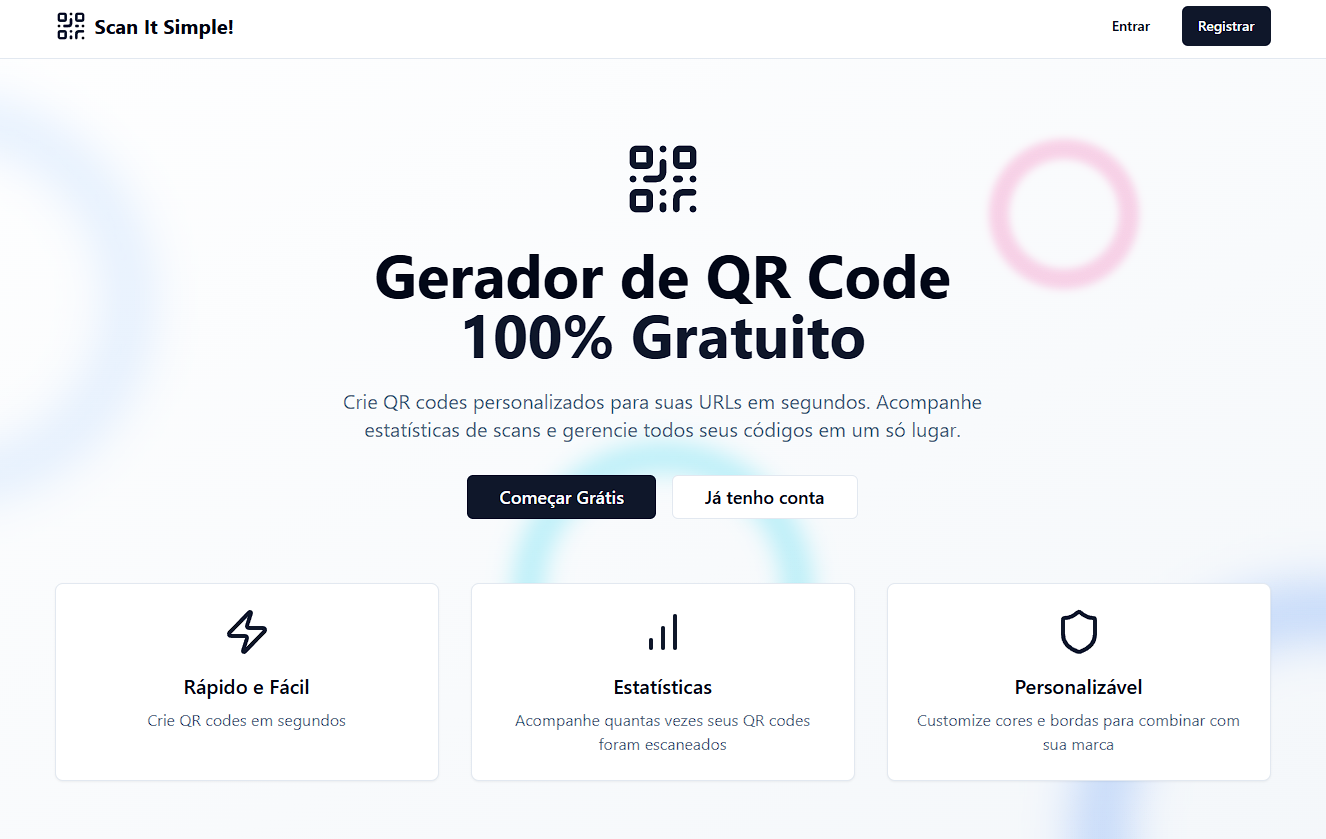 Scan It Simple!
Entrar
Registrar
Gerador de QR Code
100% Gratuito
Crie QR codes personalizados para suas URLs em segundos. Acompanhe
estatísticas de scans e gerencie todos seus códigos em um só lugar.
Começar Grátis
Já tenho conta
Rápido e Fácil
Crie QR codes em segundos
Estatísticas
Acompanhe quantas vezes seus QR codes
foram escaneados
Personalizável
Customize cores e bordas para combinar com
sua marca